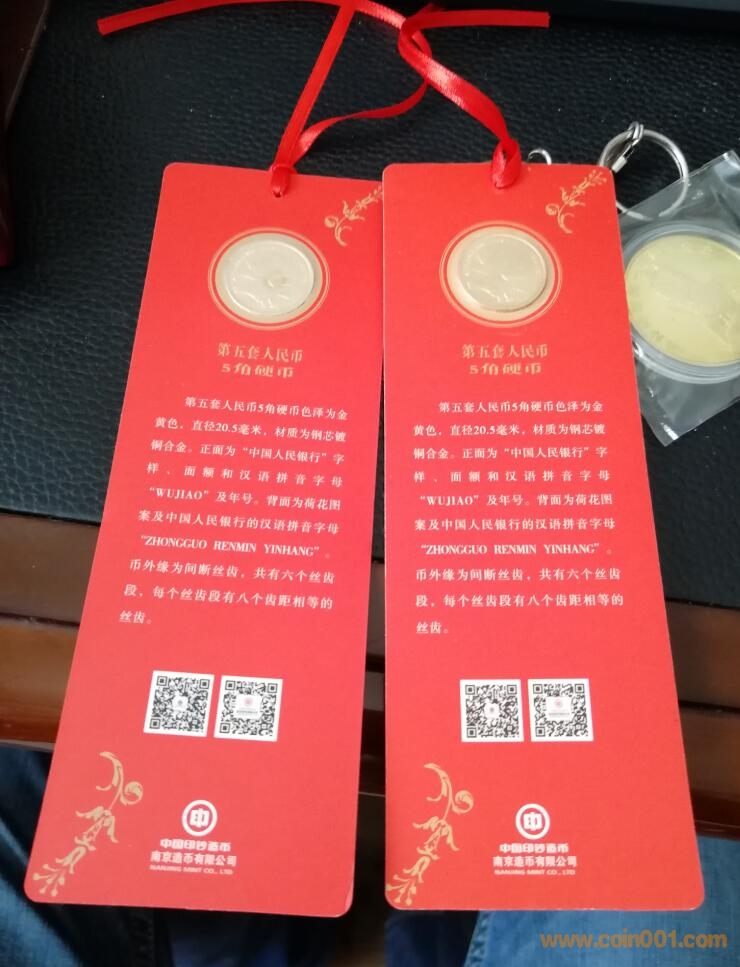 第五套人民币
5角硬币
第五套人民币5角硬币色泽为金
黄色，直径20.5毫米，材质为钢芯镀
铜合金。正面为“中国人民银行”字
样、面额和汉语拼音字母
“WUJIAO”及年号。背面为荷花图
案及中国人民银行的汉语拼音字母
“ZHONGGUO RENMIN YINHANG”。
币外缘为间断丝齿，共有六个丝齿
段，每个丝齿段有八个齿距相等的
丝齿。
中国印钞造币
南京造币有限公司
NANJING MINT CO., LTD
第五套人民币
5角硬币
第五套人民币5角硬币色泽为金
黄色，直径20.5毫米，材质为钢芯镀
铜合金。正面为“中国人民银行”字
样、面额和汉语拼音字母
“WUJIAO”及年号。背面为荷花图
案及中国人民银行的汉语拼音字母
“ZHONGGUO RENMIN YINHANG”。
币外缘为间断丝齿，共有六个丝齿
段，每个丝齿段有八个齿距相等的
丝齿。
中国印钞造币
南京造币有限公司
NANJING MINT CO., LTD
www.coin001.com